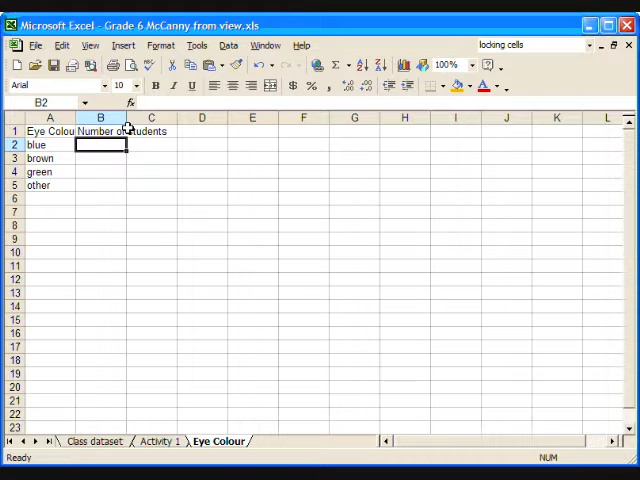 Microsoft Excel - Grade 6 McCanny from view.xls
File Edit View Insert Format Tools Data Window Help locking cells
100%
Arial 10 B I U $ % ,
B2 fx
A B C D E F G H I J K L
1 Eye Colou Number of students
2 blue
3 brown
4 green
5 other
6
7
8
9
10
11
12
13
14
15
16
17
18
19
20
21
22
23
Class dataset Activity 1 Eye Colour
Ready NUM